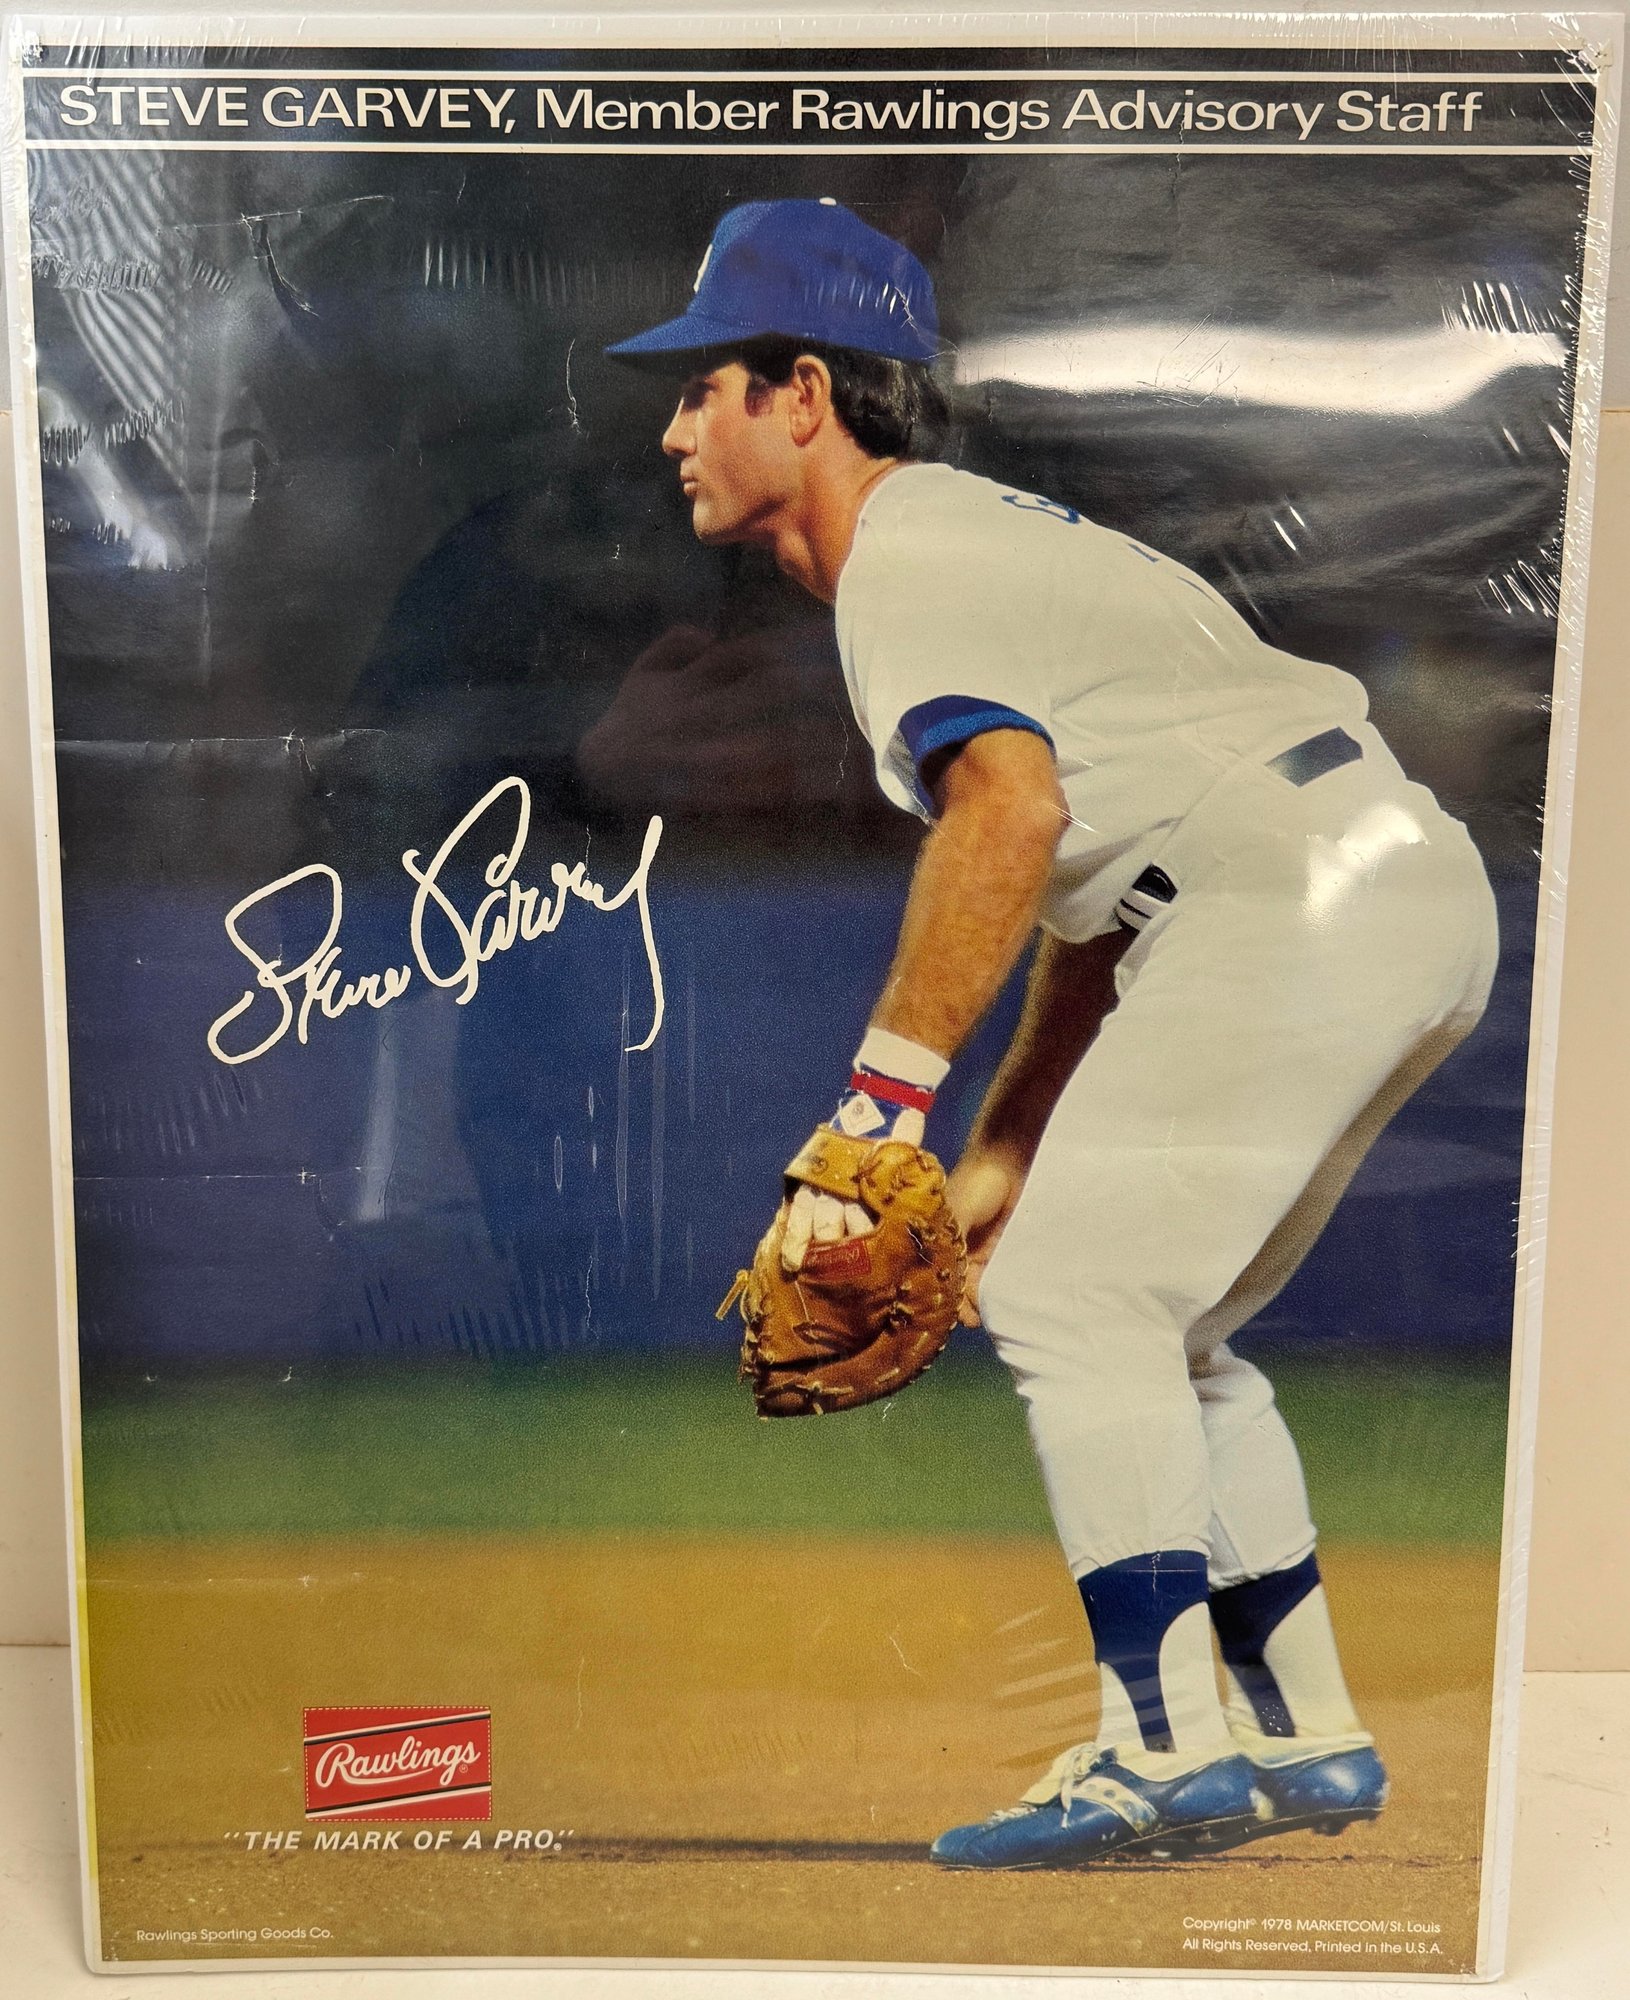 STEVE GARVEY, Member Rawlings Advisory Staff
Steve Garvey
Rawlings®
"THE MARK OF A PRO."®
Rawlings Sporting Goods Co.
Copyright© 1978 MARKETCOM/St. Louis
All Rights Reserved, Printed in the U.S.A.